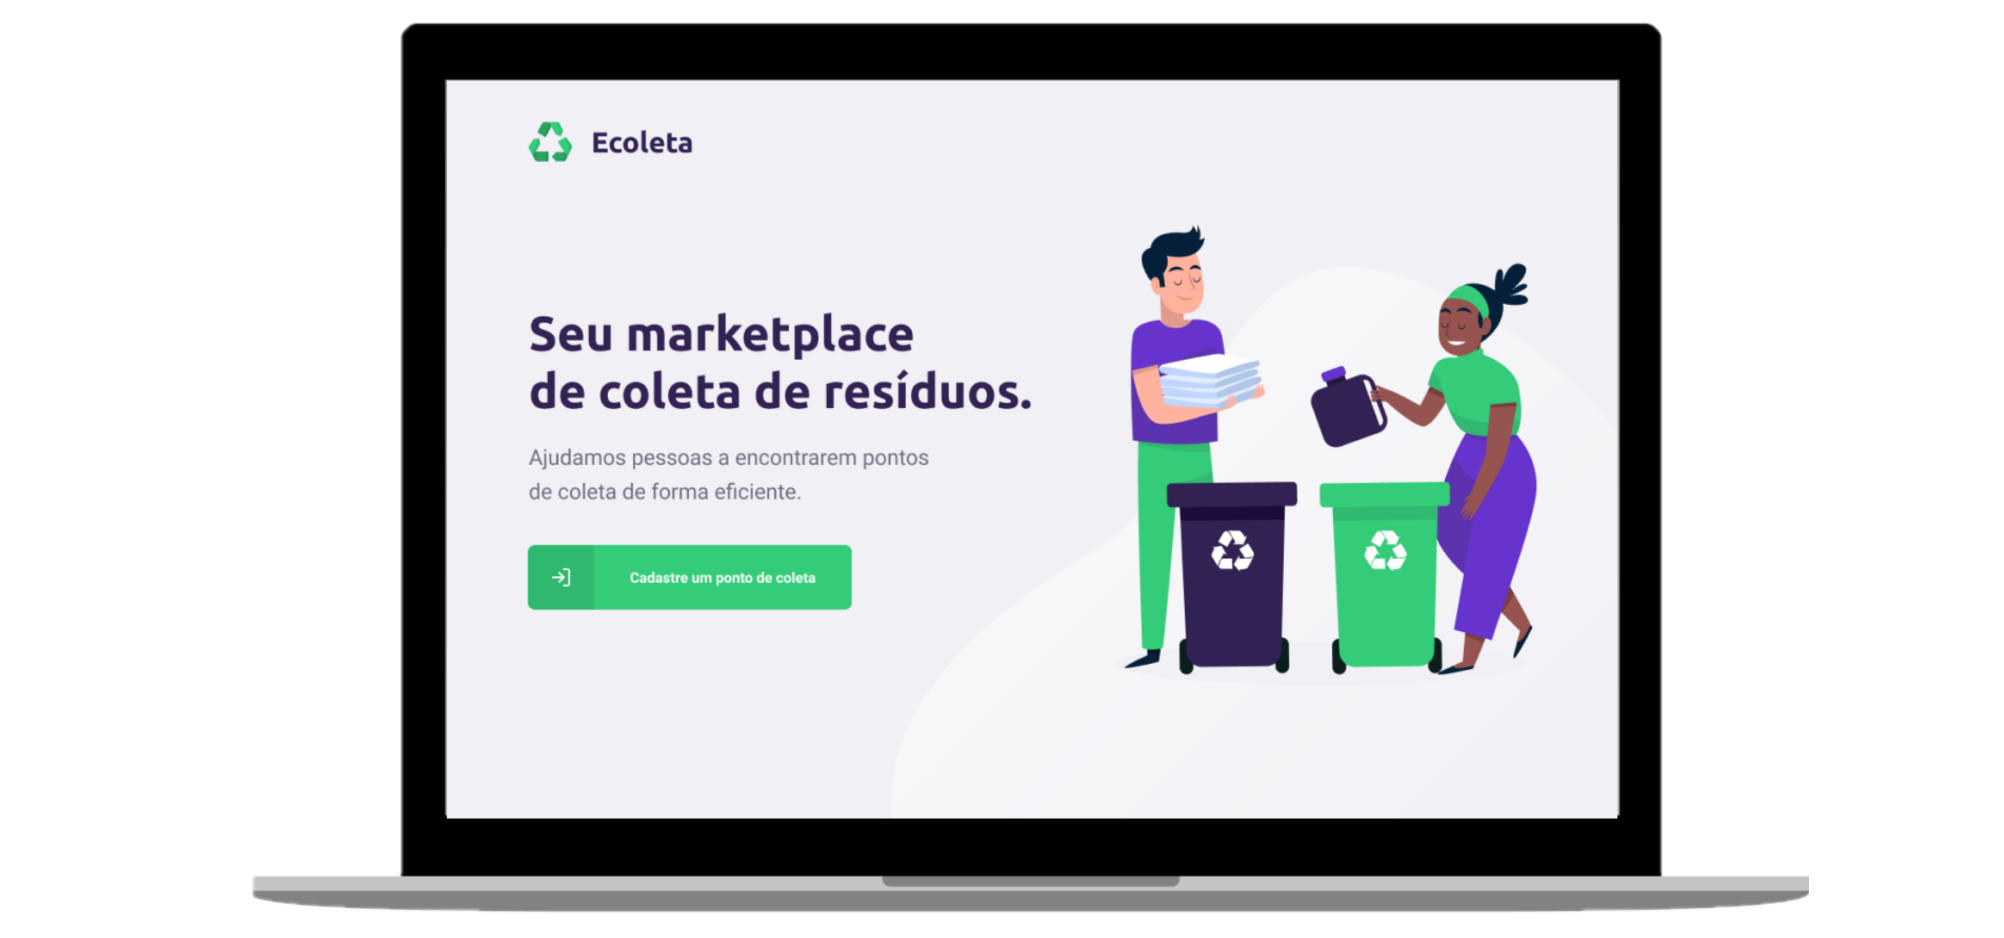 Ecoleta
Seu marketplace
de coleta de resíduos.
Ajudamos pessoas a encontrarem pontos
de coleta de forma eficiente.
Cadastre um ponto de coleta